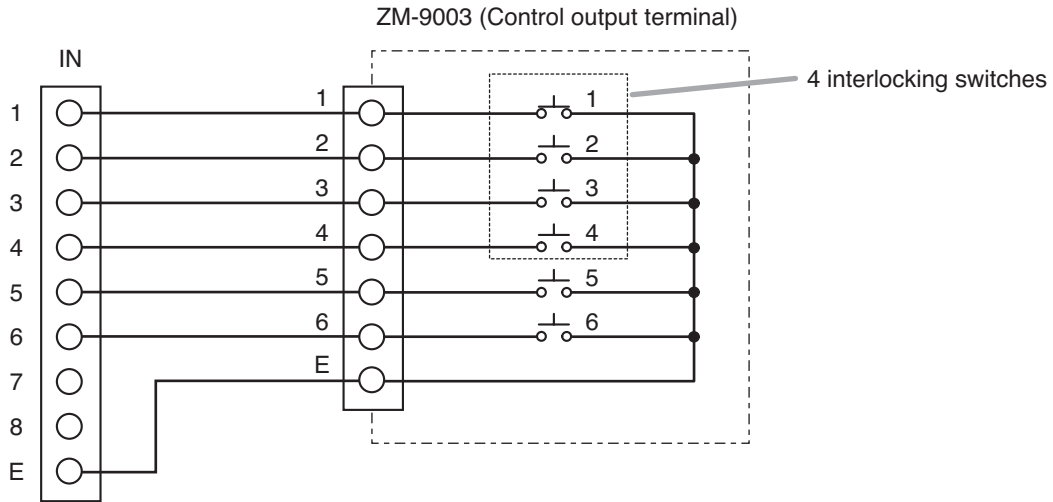 ZM-9003 (Control output terminal)
IN
4 interlocking switches
1 1 1
2 2 2
3 3 3
4 4 4
5 5 5
6 6 6
7 E
8
E